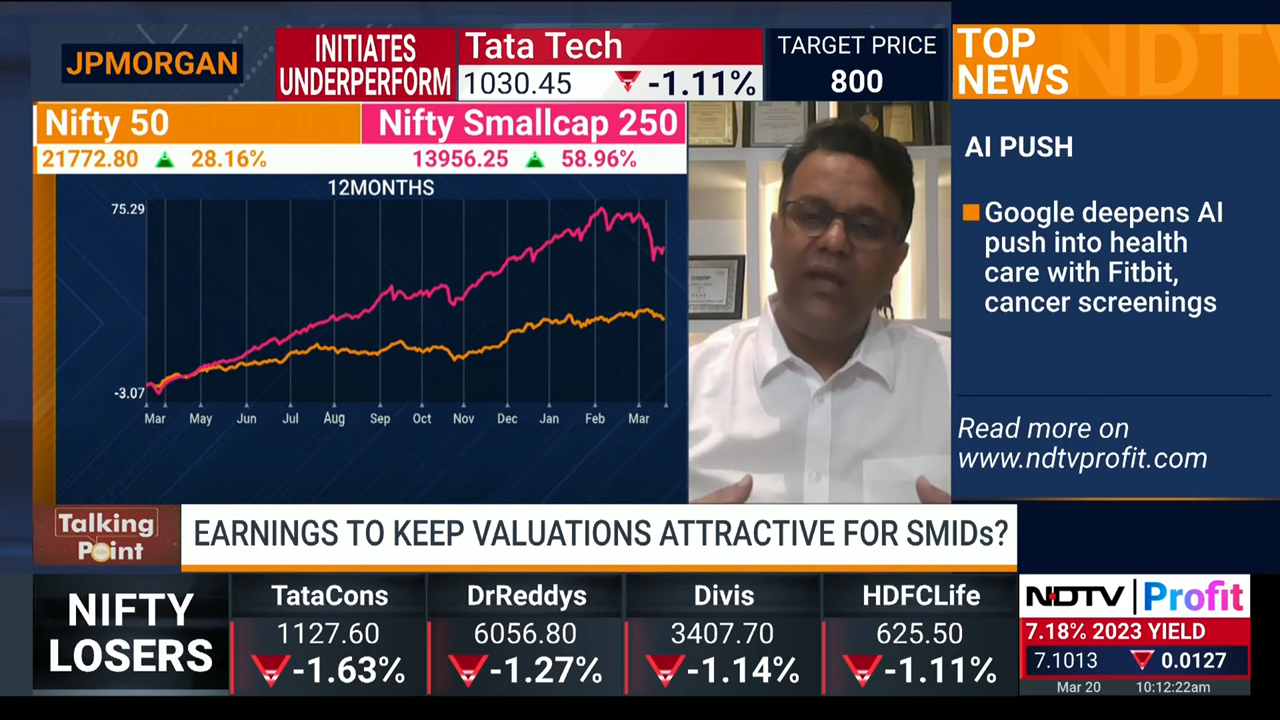 JPMORGAN
INITIATES
UNDERPERFORM
Tata Tech
1030.45 -1.11%
TARGET PRICE
800
TOP
NEWS
NDT
Nifty 50
21772.80 28.16%
Nifty Smallcap 250
13956.25 58.96%
12MONTHS
75.29
-3.07
Mar May Jun Jul Aug Sep Oct Nov Dec Jan Feb Mar
AI PUSH
Google deepens AI
push into health
care with Fitbit,
cancer screenings
Read more on
www.ndtvprofit.com
Talking
Point
EARNINGS TO KEEP VALUATIONS ATTRACTIVE FOR SMIDs?
NIFTY
LOSERS
TataCons
1127.60
-1.63%
DrReddys
6056.80
-1.27%
Divis
3407.70
-1.14%
HDFCLife
625.50
-1.11%
NDTV Profit
7.18% 2023 YIELD
7.1013 0.0127
Mar 20 10:12:22am